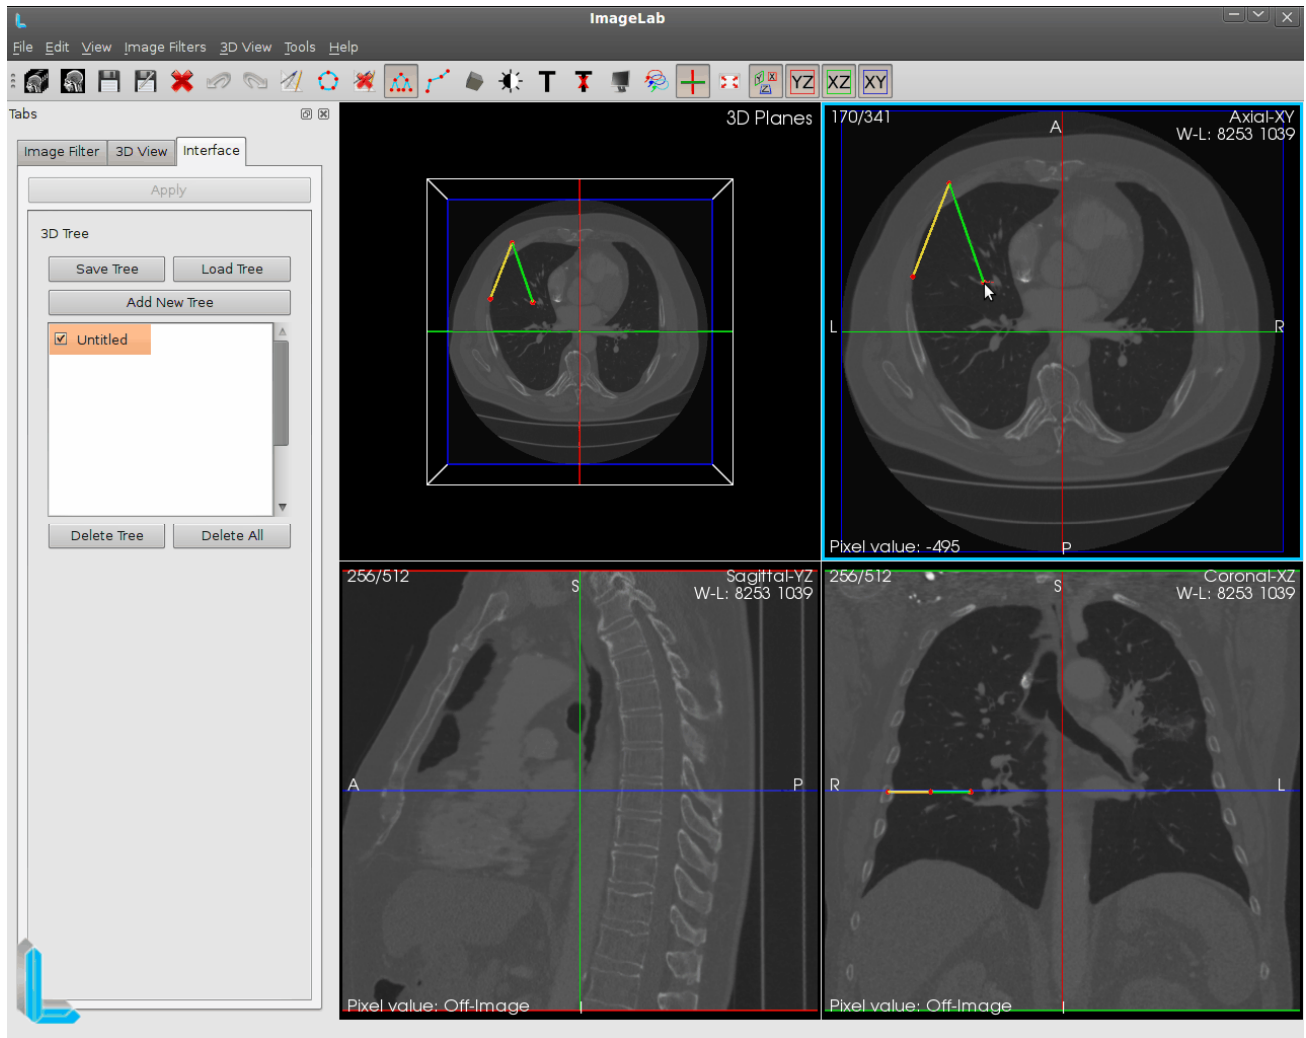 ImageLab
File Edit View Image Filters 3D View Tools Help
T YZ XZ XY
Tabs
Image Filter 3D View Interface
Apply
3D Tree
Save Tree Load Tree
Add New Tree
Untitled
Delete Tree Delete All
3D Planes
170/341 Axial-XY
W-L: 8253 1039
A
L R
P
Pixel value: -495
256/512 Sagittal-YZ
W-L: 8253 1039
S
A P
I
Pixel value: Off-Image
256/512 Coronal-XZ
W-L: 8253 1039
S
R L
I
Pixel value: Off-Image